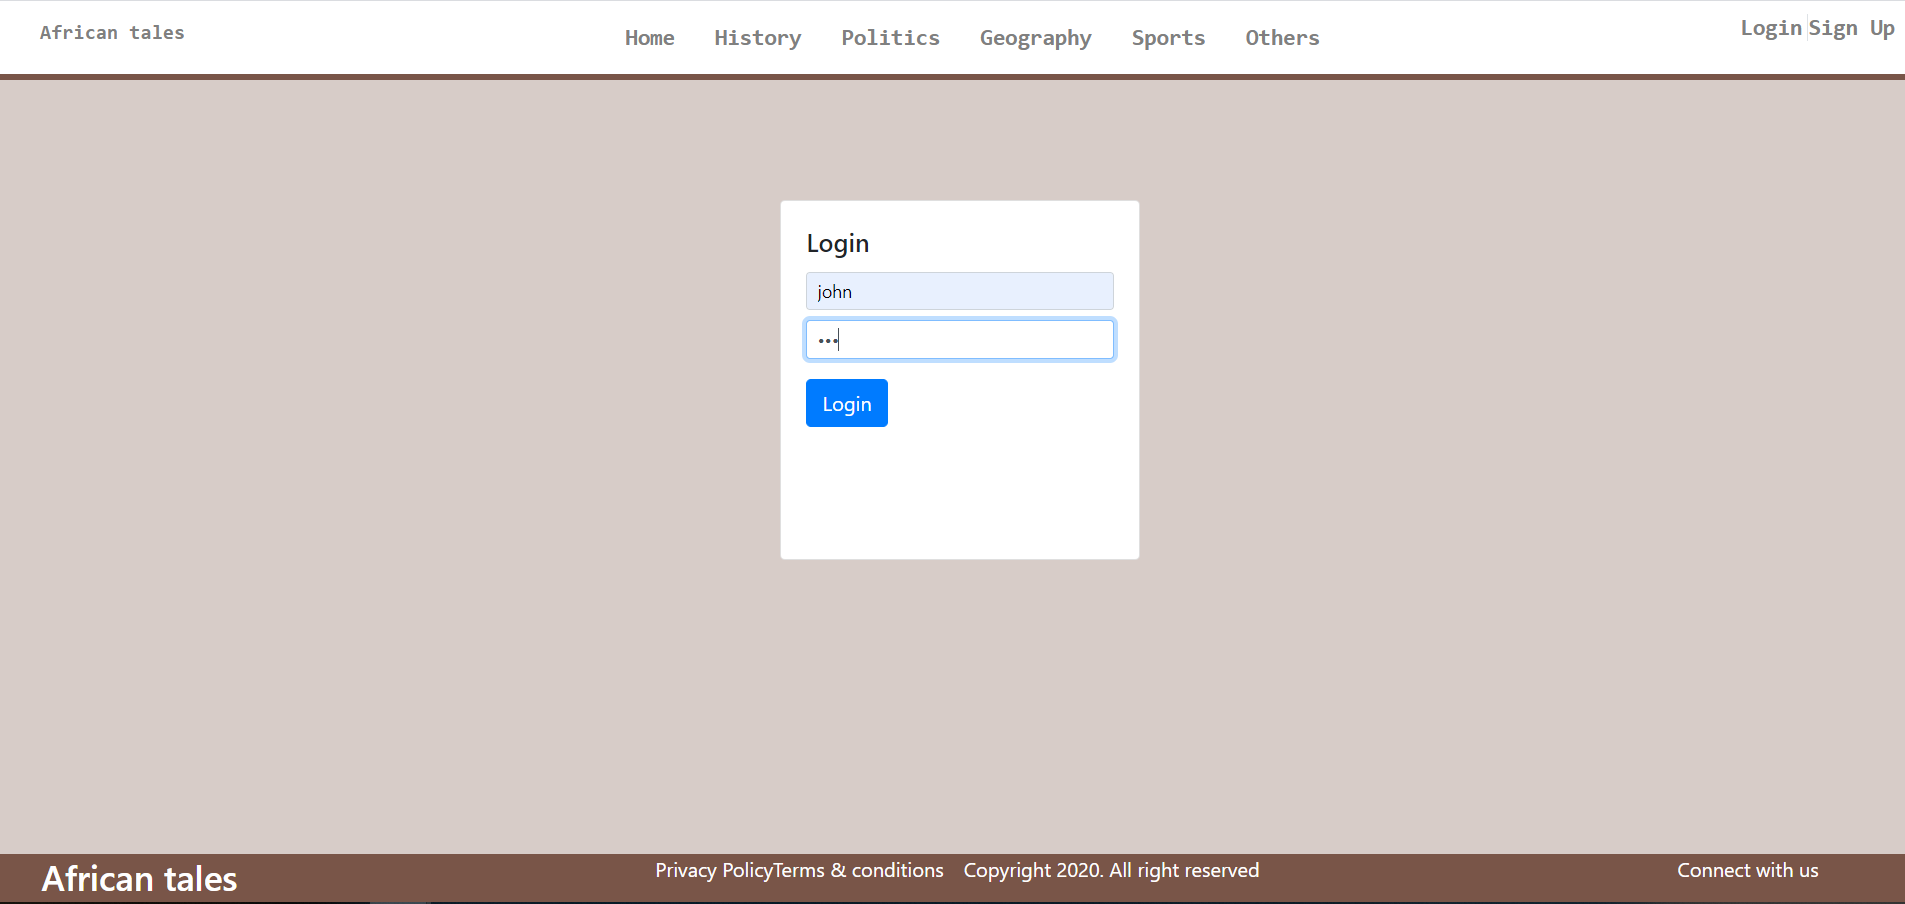 African tales
Home History Politics Geography Sports Others
Login Sign Up
Login
john
•••
Login
African tales
Privacy PolicyTerms & conditions Copyright 2020. All right reserved
Connect with us